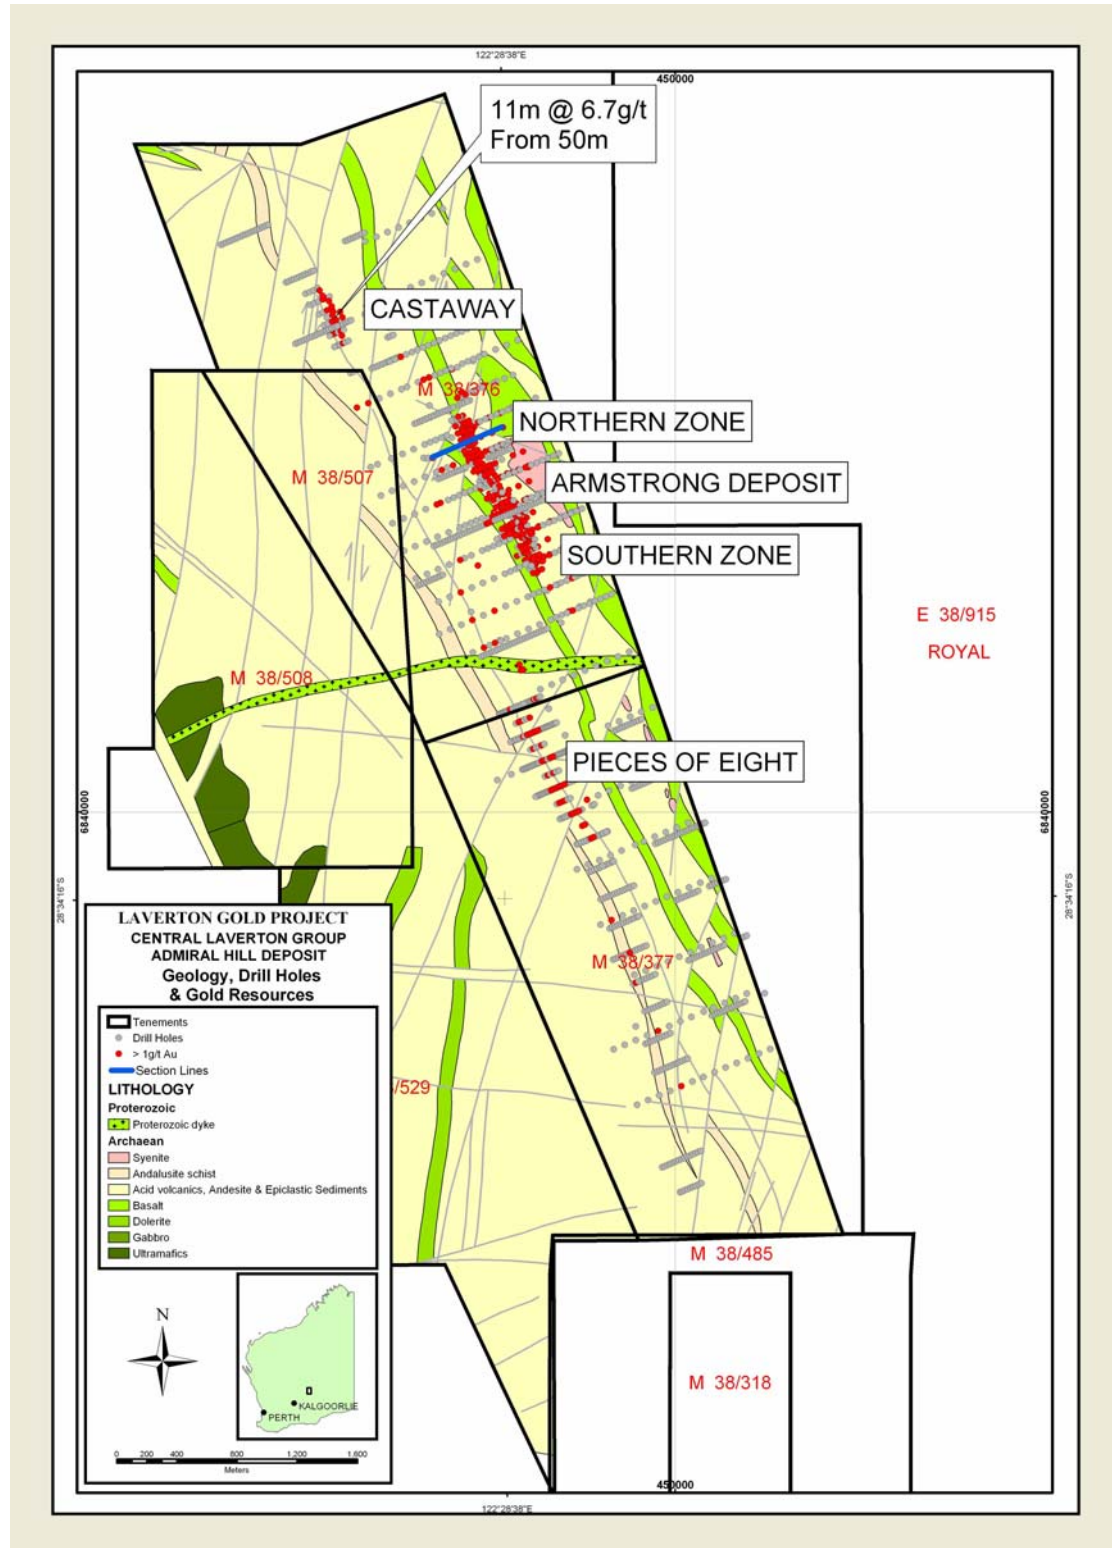 122°28'38"E
450000
11m @ 6.7g/t
From 50m
CASTAWAY
M 38/376
NORTHERN ZONE
M 38/507
ARMSTRONG DEPOSIT
SOUTHERN ZONE
E 38/915
ROYAL
M 38/508
PIECES OF EIGHT
6840000
6840000
28°34'16"S
28°34'16"S
M 38/377
/529
M 38/485
M 38/318
LAVERTON GOLD PROJECT
CENTRAL LAVERTON GROUP
ADMIRAL HILL DEPOSIT
Geology, Drill Holes
& Gold Resources
Tenements
Drill Holes
> 1g/t Au
Section Lines
LITHOLOGY
Proterozoic
Proterozoic dyke
Archaean
Syenite
Andalusite schist
Acid volcanics, Andesite & Epiclastic Sediments
Basalt
Dolerite
Gabbro
Ultramafics
N
KALGOORLIE
PERTH
0 200 400 800 1,200 1,600
Meters
450000
122°28'38"E